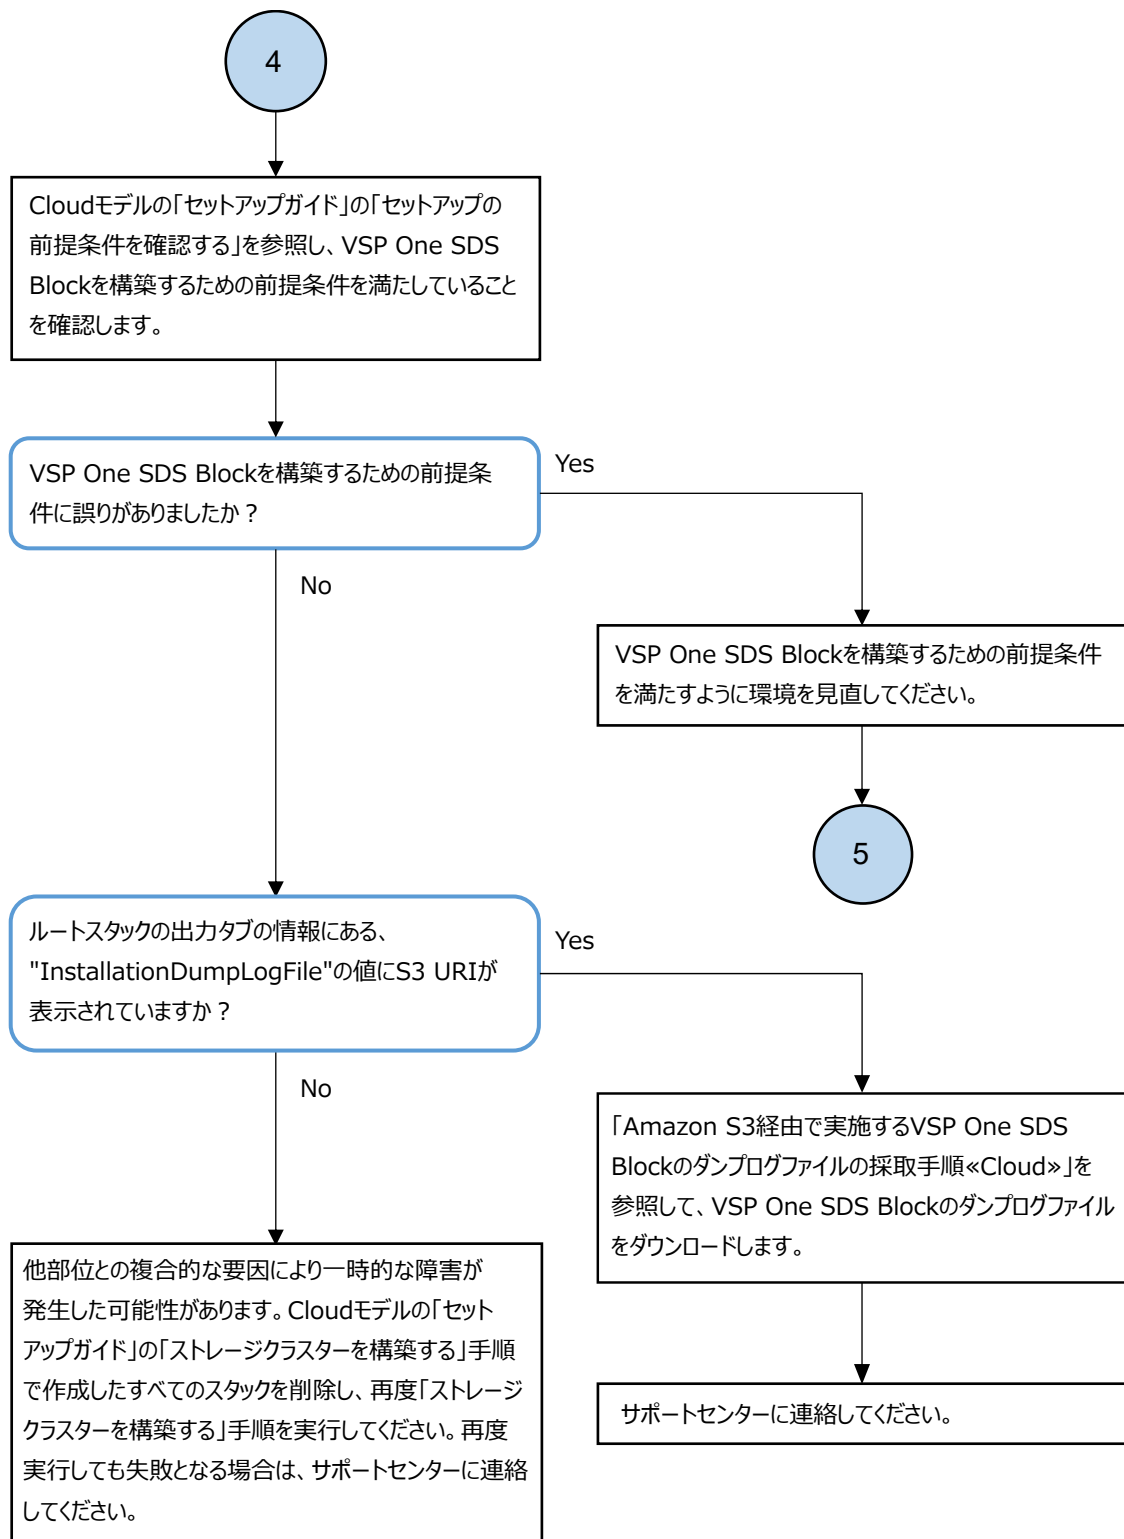 4
Cloudモデルの「セットアップガイド」の「セットアップの
前提条件を確認する」を参照し、VSP One SDS
Blockを構築するための前提条件を満たしていること
を確認します。
VSP One SDS Blockを構築するための前提条
件に誤りがありましたか？
Yes
No
VSP One SDS Blockを構築するための前提条件
を満たすように環境を見直してください。
5
ルートスタックの出力タブの情報にある、
"InstallationDumpLogFile"の値にS3 URIが
表示されていますか？
Yes
No
「Amazon S3経由で実施するVSP One SDS
Blockのダンプログファイルの採取手順«Cloud»」を
参照して、VSP One SDS Blockのダンプログファイル
をダウンロードします。
他部位との複合的な要因により一時的な障害が
発生した可能性があります。Cloudモデルの「セット
アップガイド」の「ストレージクラスターを構築する」手順
で作成したすべてのスタックを削除し、再度「ストレージ
クラスターを構築する」手順を実行してください。再度
実行しても失敗となる場合は、サポートセンターに連絡
してください。
サポートセンターに連絡してください。